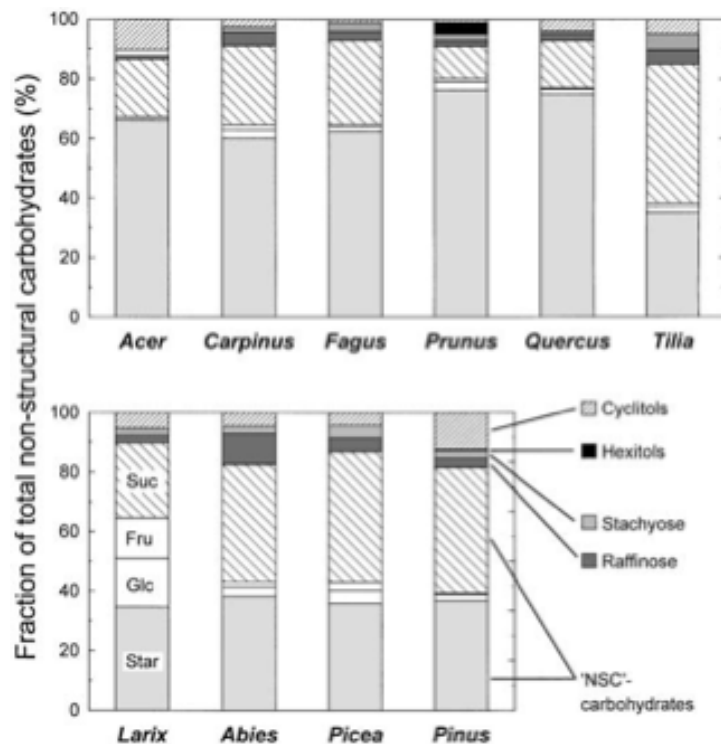 Fraction of total non-structural carbohydrates (%)
100
80
60
40
20
0
Acer Carpinus Fagus Prunus Quercus Tilia
100
80
60
40
20
0
Suc
Fru
Glc
Star
Larix Abies Picea Pinus
Cyclitols
Hexitols
Stachyose
Raffinose
'NSC'-
carbohydrates